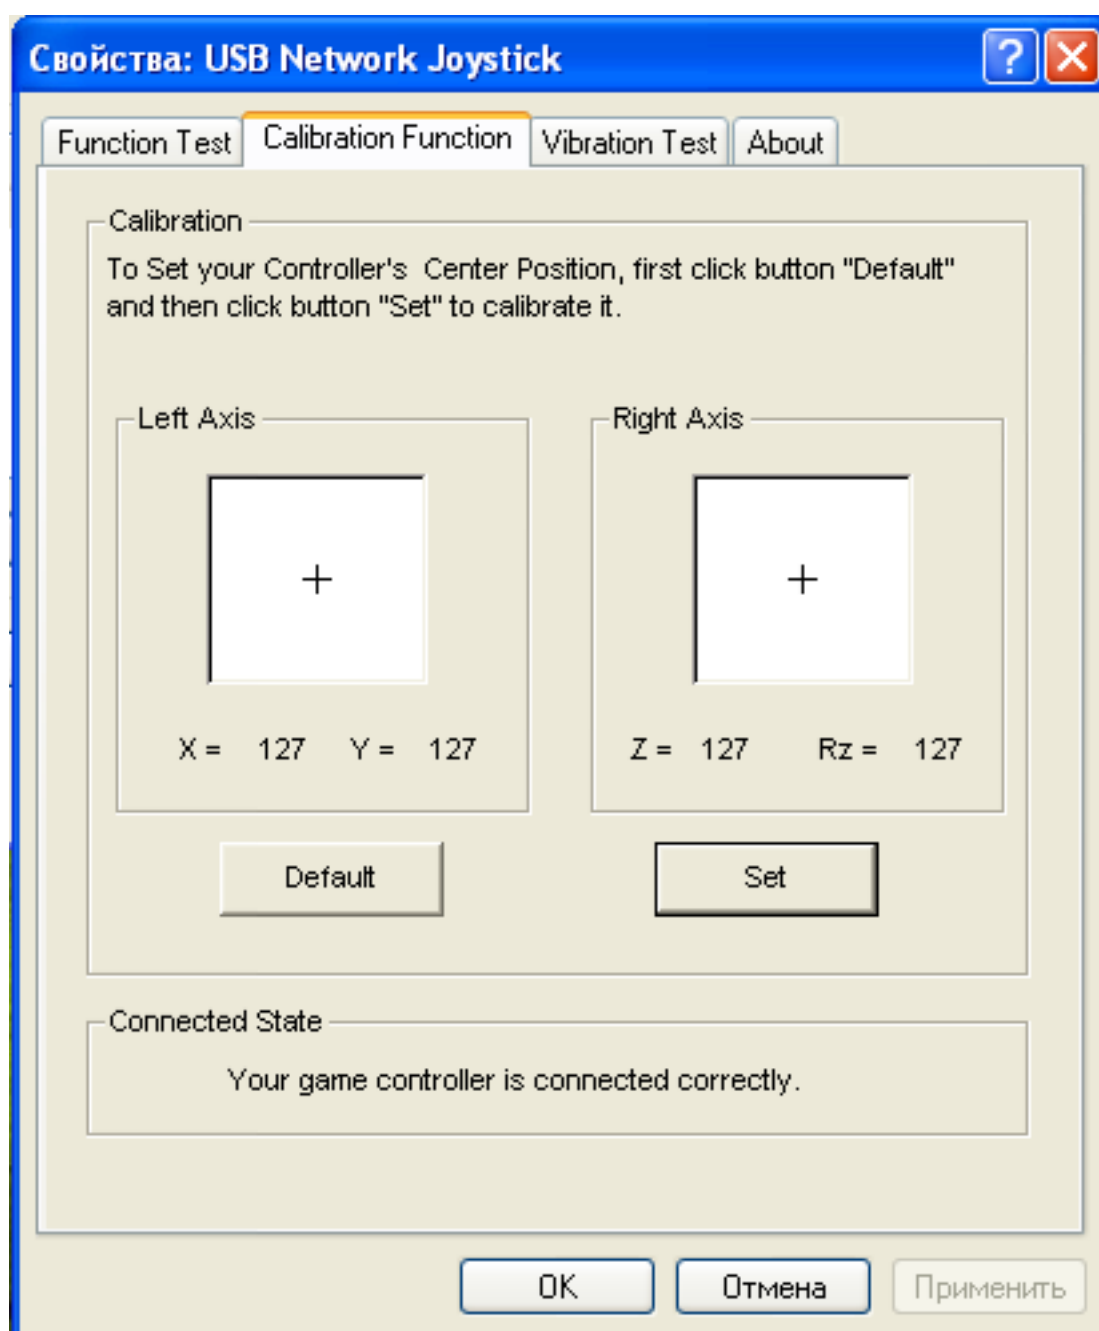 Свойства: USB Network Joystick
Function Test Calibration Function Vibration Test About
Calibration
To Set your Controller's Center Position, first click button "Default"
and then click button "Set" to calibrate it.
Left Axis Right Axis
X = 127 Y = 127 Z = 127 Rz = 127
Default Set
Connected State
Your game controller is connected correctly.
OK Отмена Применить